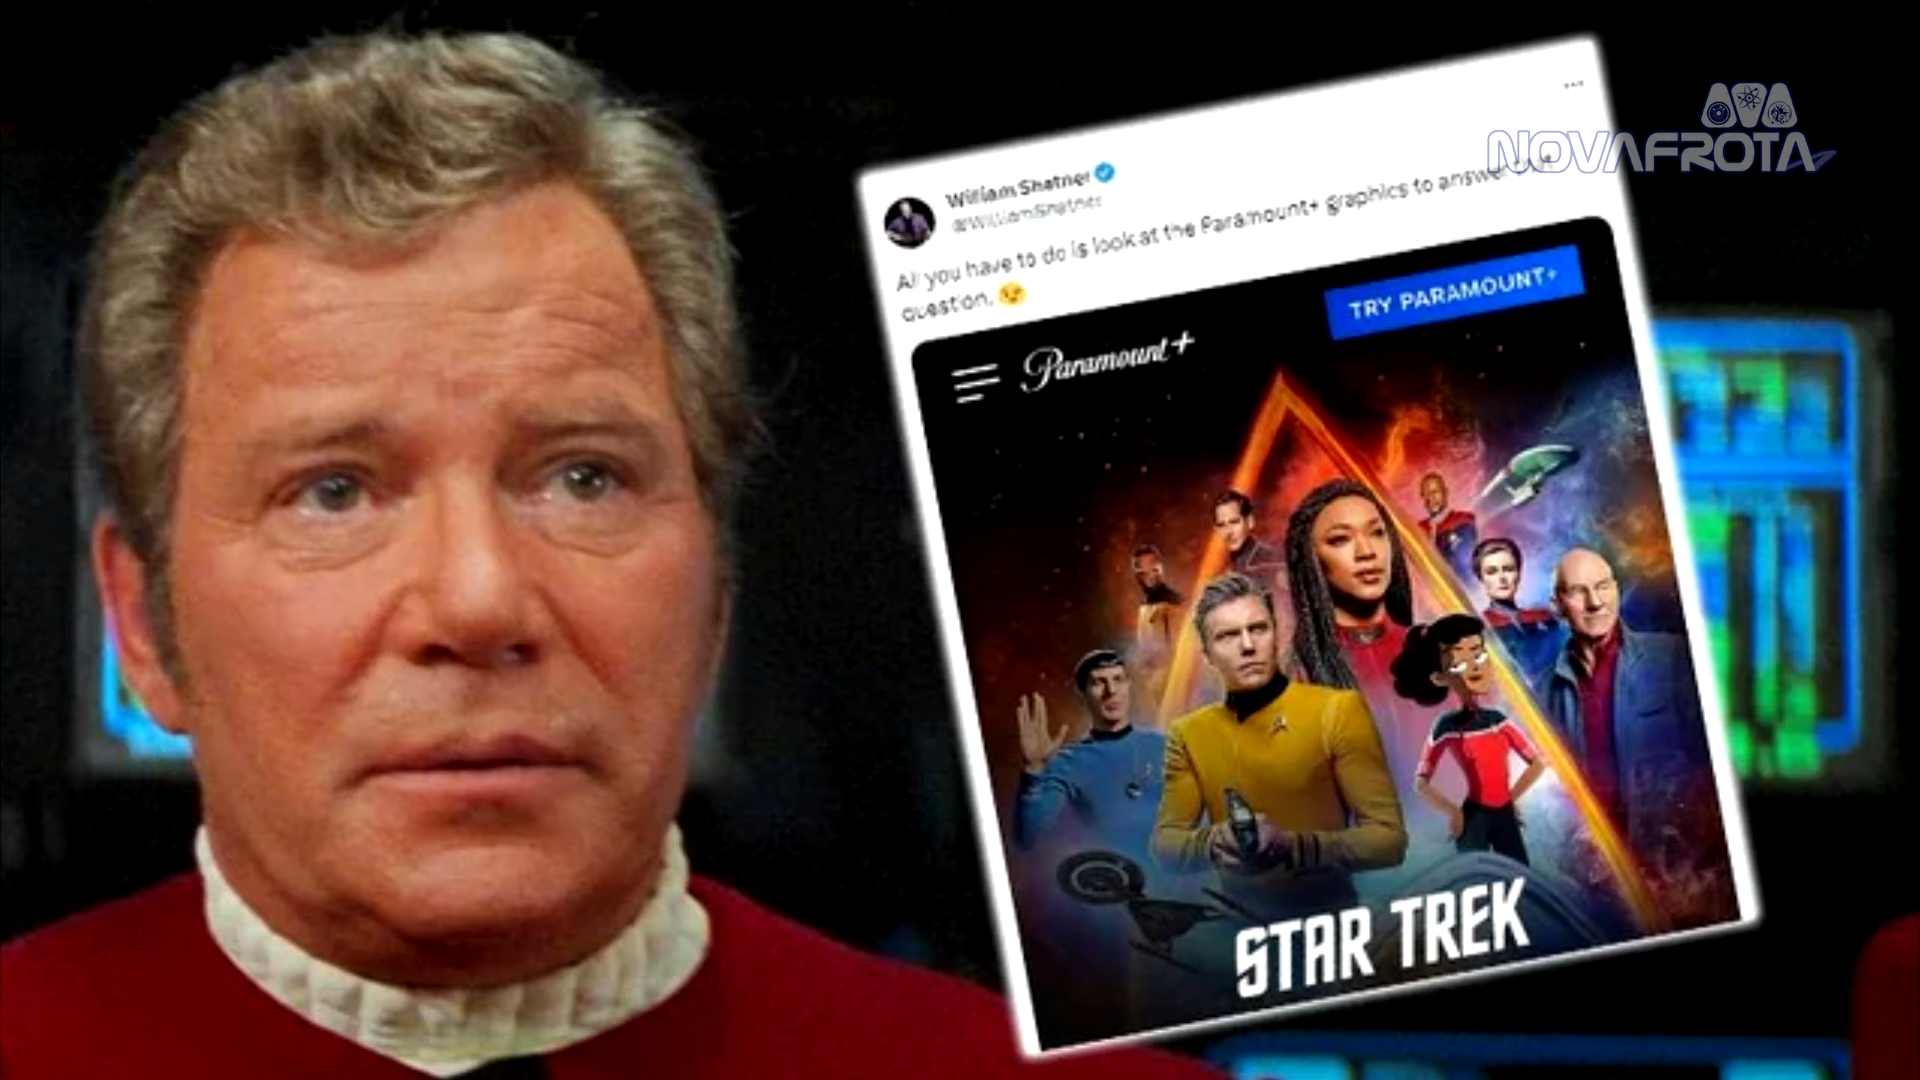 NOVAFROTA
William Shatner
@WilliamShatner
All you have to do is look at the Paramount+ graphics to answer
question.
TRY PARAMOUNT+
Paramount+
STAR TREK